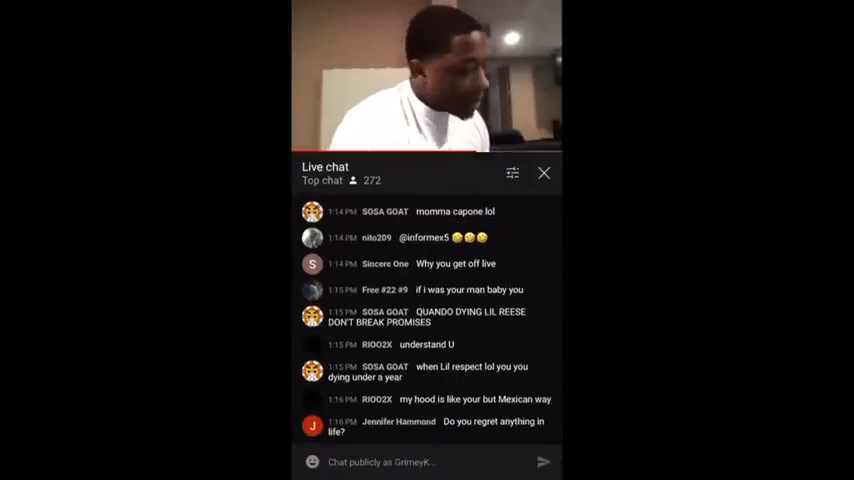 Live chat
Top chat 272
1:14 PM SOSA GOAT momma capone lol
1:14 PM nito209 @informex5 🤣🤣🤣
S 1:14 PM Sincere One Why you get off live
1:15 PM Free #22 #9 if i was your man baby you
1:15 PM SOSA GOAT QUANDO DYING LIL REESE
DON'T BREAK PROMISES
RIOO2X understand U
1:15 PM SOSA GOAT when Lil respect lol you you
dying under a year
1:16 PM RIOO2X my hood is like your but Mexican way
J 1:16 PM Jennifer Hammond Do you regret anything in
life?
Chat publicly as GrimeyK...